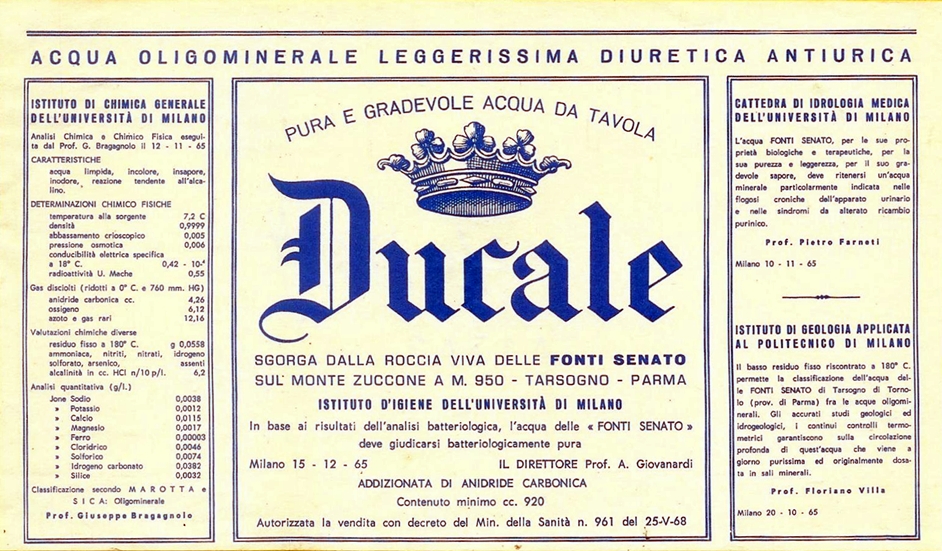 ACQUA OLIGOMINERALE LEGGERISSIMA DIURETICA ANTIURICA
ISTITUTO DI CHIMICA GENERALE
DELL'UNIVERSITÀ DI MILANO
Analisi Chimica e Chimico Fisica esegui-
ta dal Prof. G. Bragagnolo il 12 - 11 - 65
CARATTERISTICHE
acqua limpida, incolore, insapore,
inodore, reazione tendente all'alca-
lino.
DETERMINAZIONI CHIMICO FISICHE
temperatura alla sorgente 7,2 C
densità 0,9999
abbassamento crioscopico 0,005
pressione osmotica 0,006
conducibilità elettrica specifica
a 18° C. 0,42 - 10-⁴
radioattività U. Mache 0,55
Gas disciolti (ridotti a 0° C. e 760 mm. HG)
anidride carbonica cc. 4,26
ossigeno 6,12
azoto e gas rari 12,16
Valutazioni chimiche diverse
residuo fisso a 180° C. g 0,0558
ammoniaca, nitriti, nitrati, idrogeno
solforato, arsenico, assenti
alcalinità in cc. HCl n/10 p/l. 6,2
Analisi quantitativa (g/l.)
Jone Sodio 0,0038
» Potassio 0,0012
» Calcio 0,0115
» Magnesio 0,0017
» Ferro 0,00003
» Cloridrico 0,0046
» Solforico 0,0074
» Idrogeno carbonato 0,0382
» Silice 0,0032
Classificazione secondo MAROTTA e
SICA: Oligominerale
Prof. Giuseppe Bragagnolo
PURA E GRADEVOLE ACQUA DA TAVOLA
Ducale
SGORGA DALLA ROCCIA VIVA DELLE FONTI SENATO
SUL MONTE ZUCCONE A M. 950 - TARSOGNO - PARMA
ISTITUTO D'IGIENE DELL'UNIVERSITÀ DI MILANO
In base ai risultati dell'analisi batteriologica, l'acqua delle « FONTI SENATO »
deve giudicarsi batteriologicamente pura
Milano 15 - 12 - 65 IL DIRETTORE Prof. A. Giovanardi
ADDIZIONATA DI ANIDRIDE CARBONICA
Contenuto minimo cc. 920
Autorizzata la vendita con decreto del Min. della Sanità n. 961 del 25-V-68
CATTEDRA DI IDROLOGIA MEDICA
DELL'UNIVERSITÀ DI MILANO
L'acqua FONTI SENATO, per le sue pro-
prietà biologiche e terapeutiche, per la
sua purezza e leggerezza, per il suo gra-
devole sapore, deve ritenersi un'acqua
minerale particolarmente indicata nelle
flogosi croniche dell'apparato urinario
e nelle sindromi da alterato ricambio
purinico.
Prof. Pietro Farneti
Milano 10 - 11 - 65
ISTITUTO DI GEOLOGIA APPLICATA
AL POLITECNICO DI MILANO
Il basso residuo fisso riscontrato a 180° C.
permette la classificazione dell'acqua del-
le FONTI SENATO di Tarsogno di Torno-
lo (prov. di Parma) fra le acque oligomi-
nerali. Gli accurati studi geologici ed
idrogeologici, i continui controlli termo-
metrici garantiscono sulla circolazione
profonda di quest'acqua che viene a
giorno purissima ed originalmente dosa-
ta in sali minerali.
Prof. Floriano Villa
Milano 20 - 10 - 65